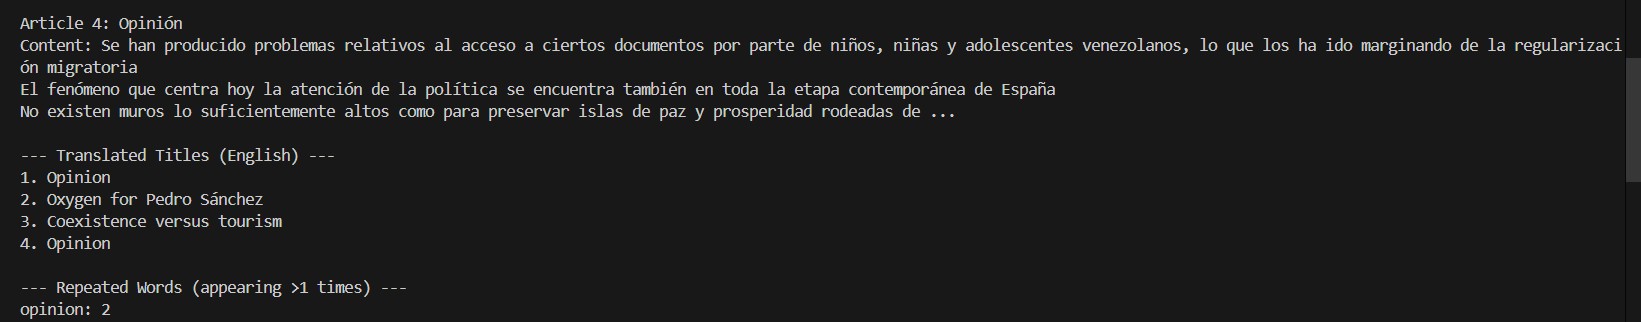 Article 4: Opinión
Content: Se han producido problemas relativos al acceso a ciertos documentos por parte de niños, niñas y adolescentes venezolanos, lo que los ha ido marginando de la regularizaci
ón migratoria
El fenómeno que centra hoy la atención de la política se encuentra también en toda la etapa contemporánea de España
No existen muros lo suficientemente altos como para preservar islas de paz y prosperidad rodeadas de ...
--- Translated Titles (English) ---
1. Opinion
2. Oxygen for Pedro Sánchez
3. Coexistence versus tourism
4. Opinion
--- Repeated Words (appearing >1 times) ---
opinion: 2